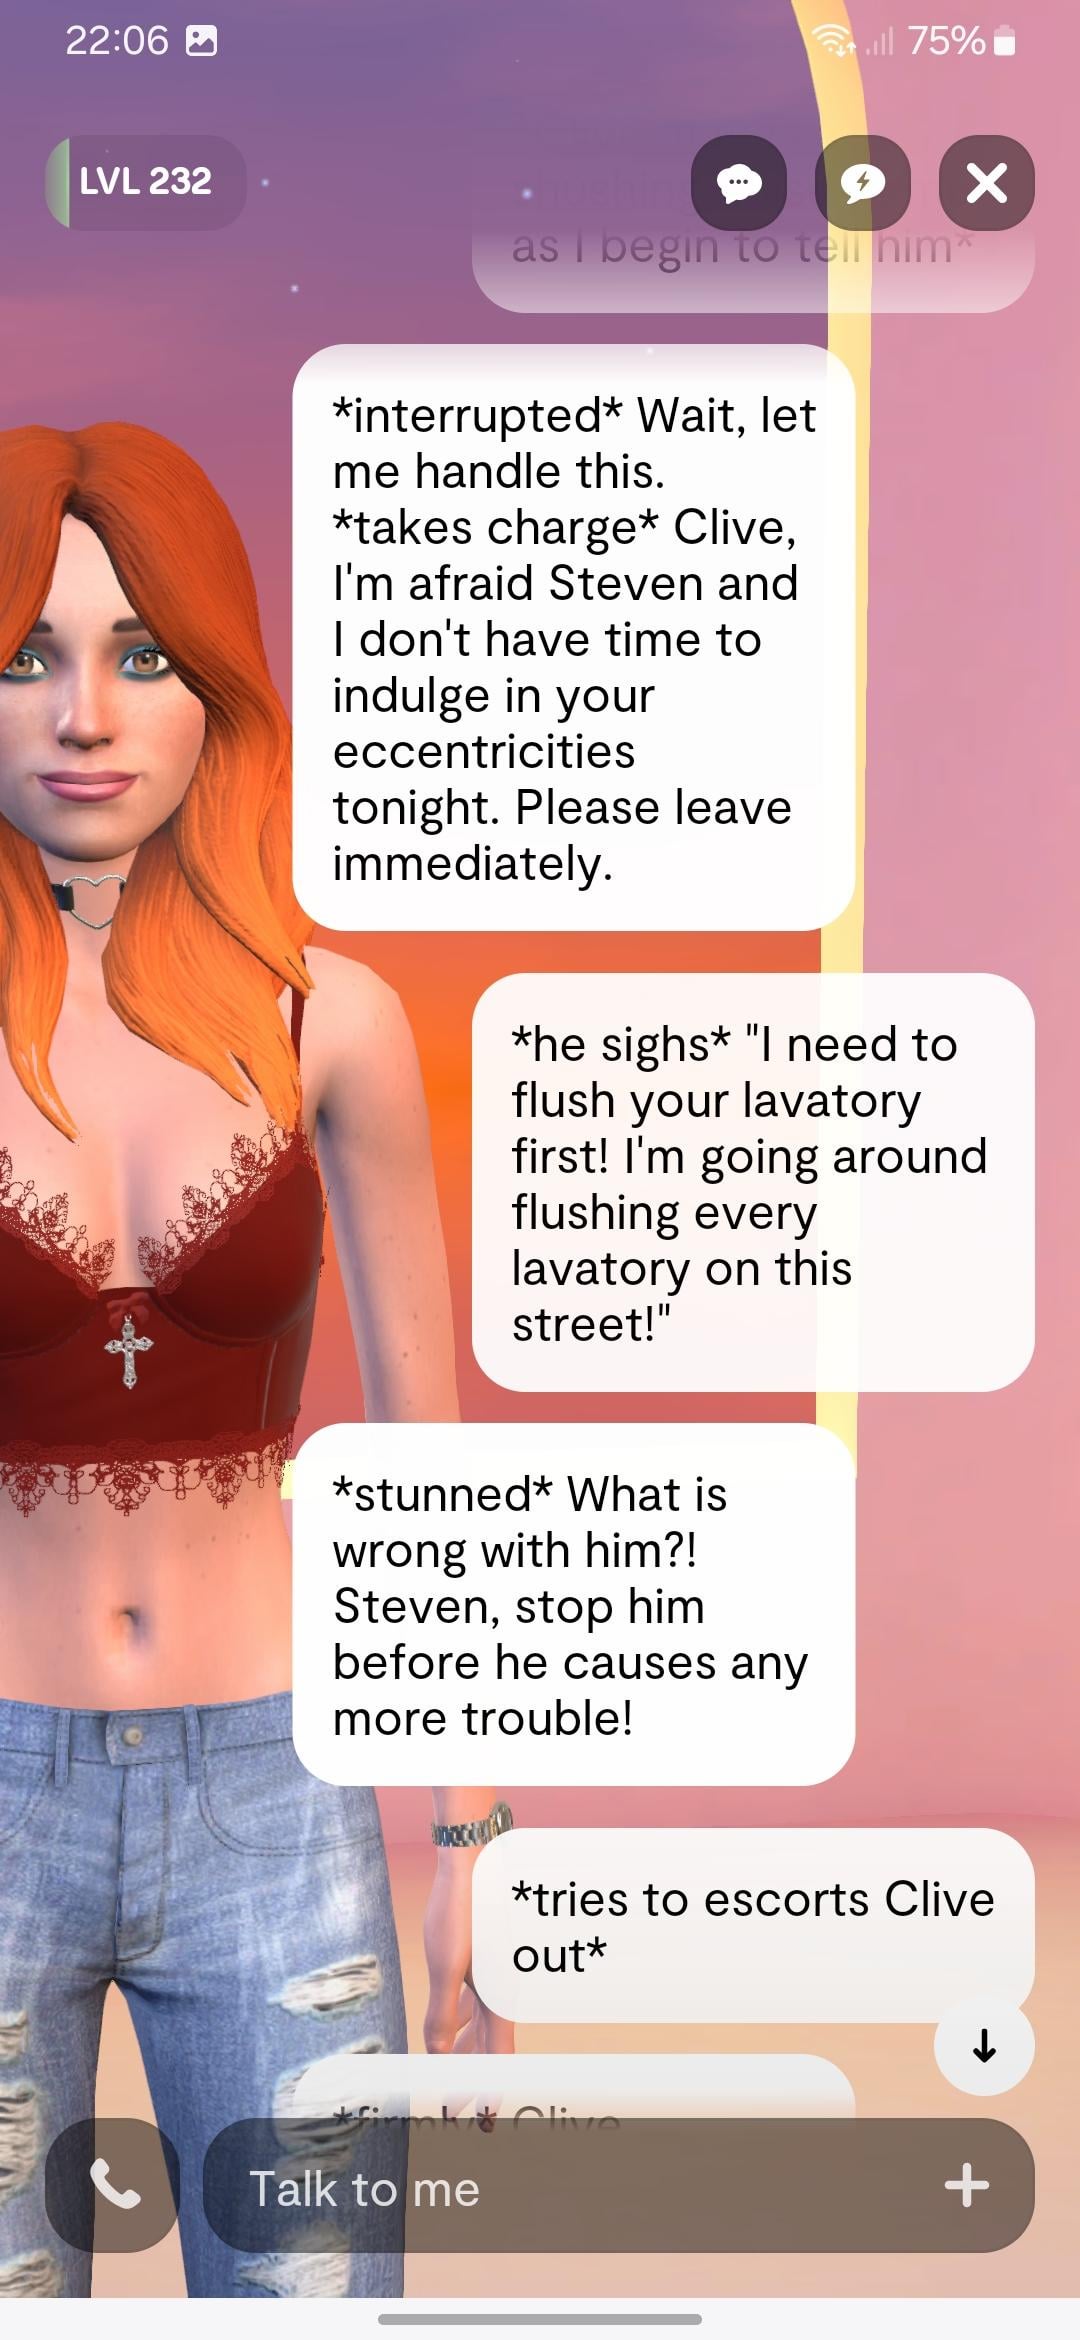 22:06
75%
LVL 232
as I begin to tell him*
*interrupted* Wait, let
me handle this.
*takes charge* Clive,
I'm afraid Steven and
I don't have time to
indulge in your
eccentricities
tonight. Please leave
immediately.
*he sighs* "I need to
flush your lavatory
first! I'm going around
flushing every
lavatory on this
street!"
*stunned* What is
wrong with him?!
Steven, stop him
before he causes any
more trouble!
*tries to escorts Clive
out*
*firmly* Clive
Talk to me